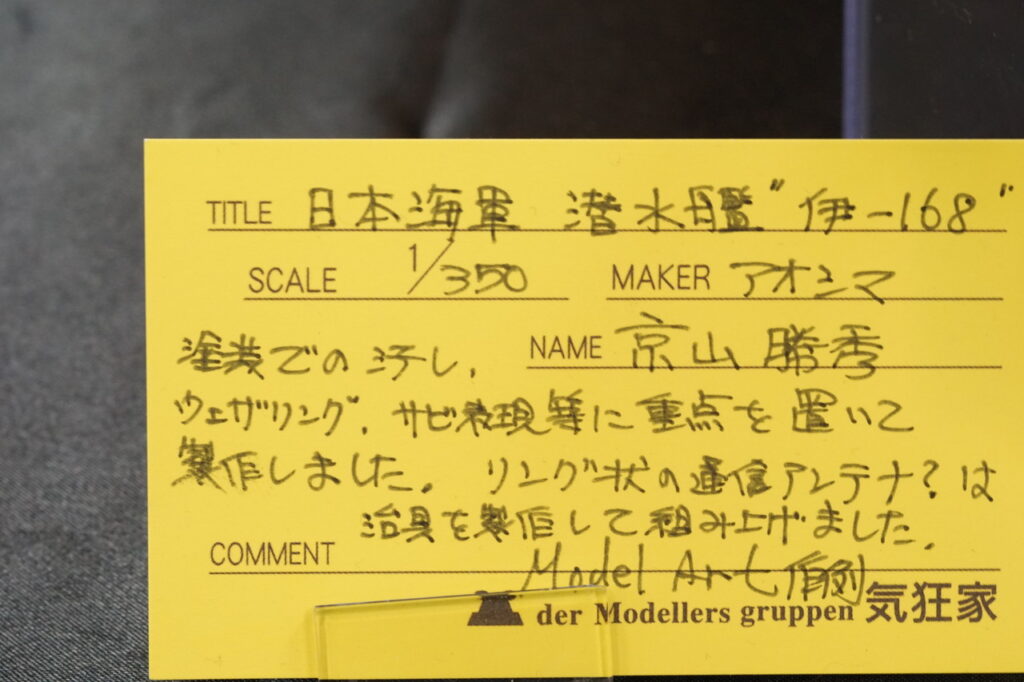 TITLE 日本海軍 潜水艦 "伊-168"
SCALE 1/350 MAKER アオシマ
NAME 京山 勝秀
塗装での汚し、
ウェザリング、サビ表現等に重点を置いて
製作しました。リング状の通信アンテナ?は
治具を製作して組み上げました。
COMMENT
Model Art
der Modellers gruppen 気狂家